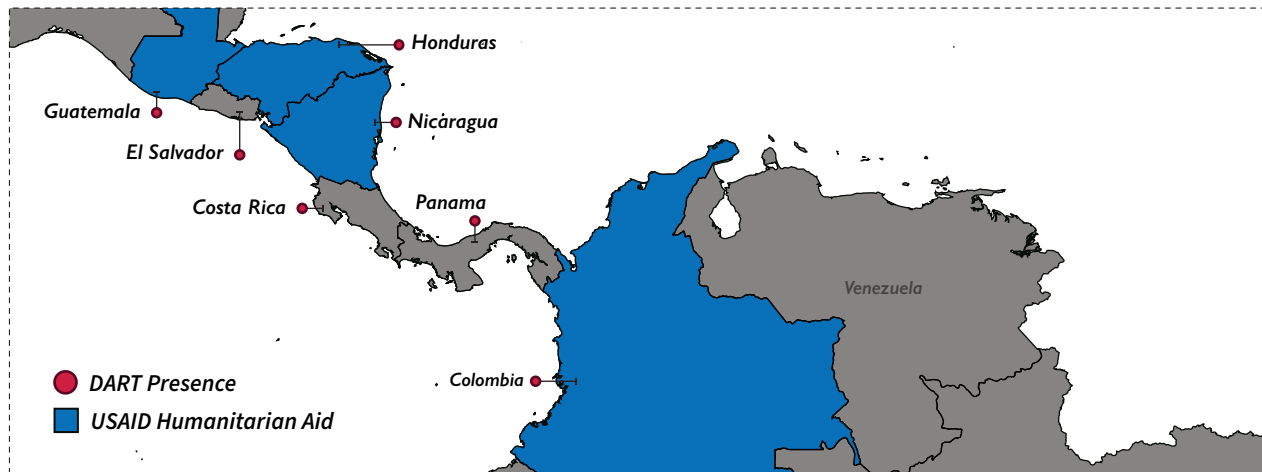 Honduras
Guatemala
Nicaragua
El Salvador
Costa Rica
Panama
Venezuela
Colombia
DART Presence
USAID Humanitarian Aid